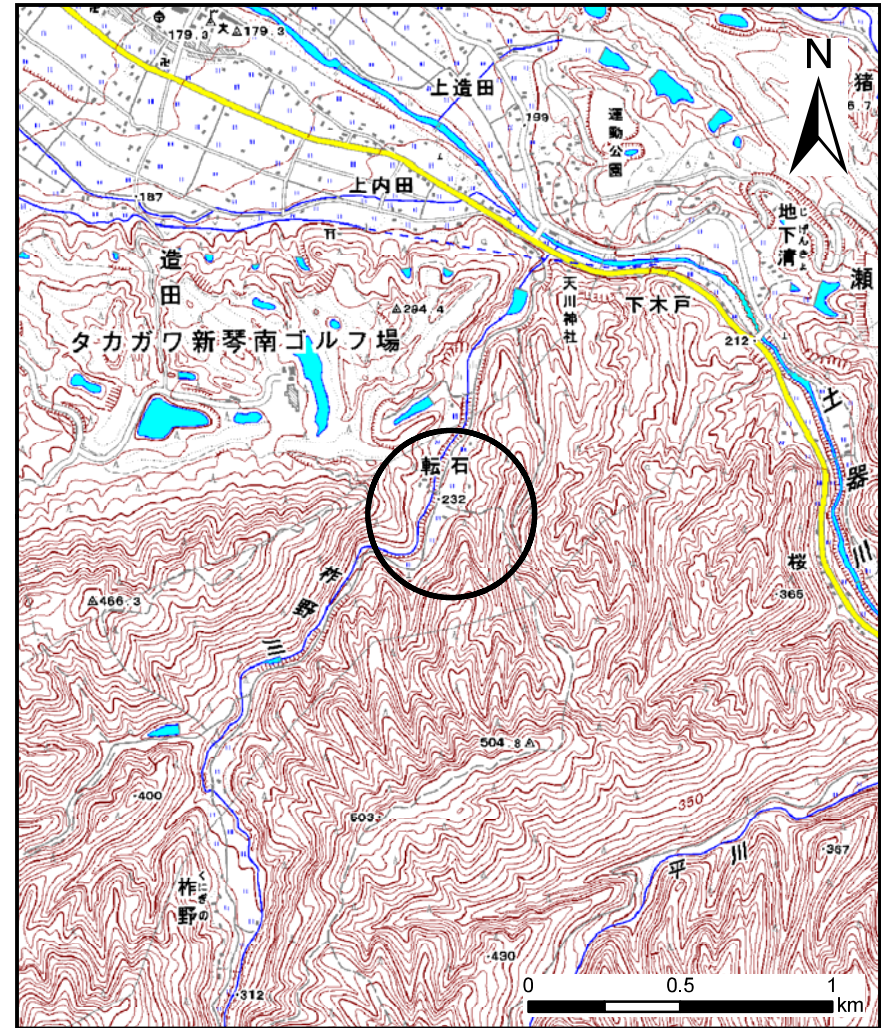 179.3
大
179.3
上造田
N
猪
199
運動公園
上内田
187
地下清
じげんきよ
造田
瀬
天川神社
下木戸
294.4
タカガワ新琴南ゴルフ場
212
土器川
転石
232
桜
365
柞野川
466.3
504.8
400
503
350
平川
367
柞野
くにぎの
430
312
0
0.5
1
km